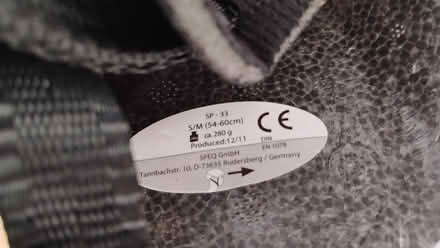 SP - 33
S/M (54-60cm)
ca.280 g
Produced:12/11
CE
DIN
EN 1078
SPEQ GmbH
Tannbachstr. 10, D-73635 Rudersberg / Germany